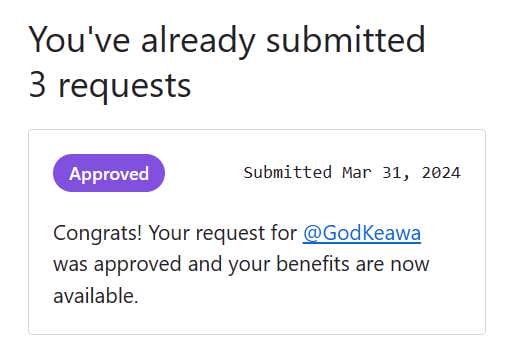 You've already submitted
3 requests
Approved
Submitted Mar 31, 2024
Congrats! Your request for @GodKeawa
was approved and your benefits are now
available.